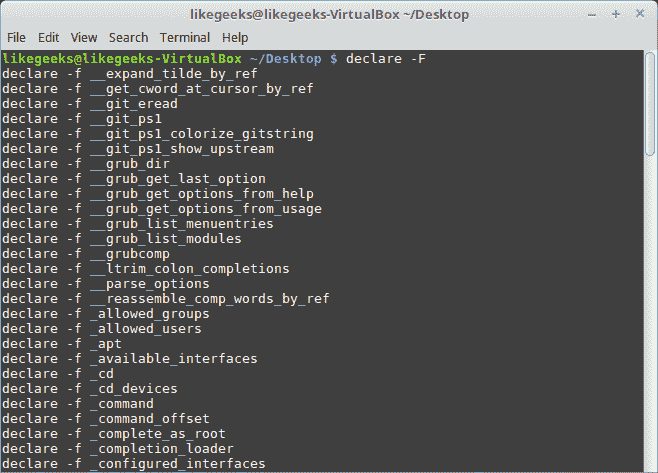 likegeeks@likegeeks-VirtualBox ~/Desktop
File Edit View Search Terminal Help
likegeeks@likegeeks-VirtualBox ~/Desktop $ declare -F
declare -f __expand_tilde_by_ref
declare -f __get_cword_at_cursor_by_ref
declare -f __git_eread
declare -f __git_ps1
declare -f __git_ps1_colorize_gitstring
declare -f __git_ps1_show_upstream
declare -f __grub_dir
declare -f __grub_get_last_option
declare -f __grub_get_options_from_help
declare -f __grub_get_options_from_usage
declare -f __grub_list_menuentries
declare -f __grub_list_modules
declare -f __grubcomp
declare -f __ltrim_colon_completions
declare -f __parse_options
declare -f __reassemble_comp_words_by_ref
declare -f _allowed_groups
declare -f _allowed_users
declare -f _apt
declare -f _available_interfaces
declare -f _cd
declare -f _cd_devices
declare -f _command
declare -f _command_offset
declare -f _complete_as_root
declare -f _completion_loader
declare -f _configured_interfaces